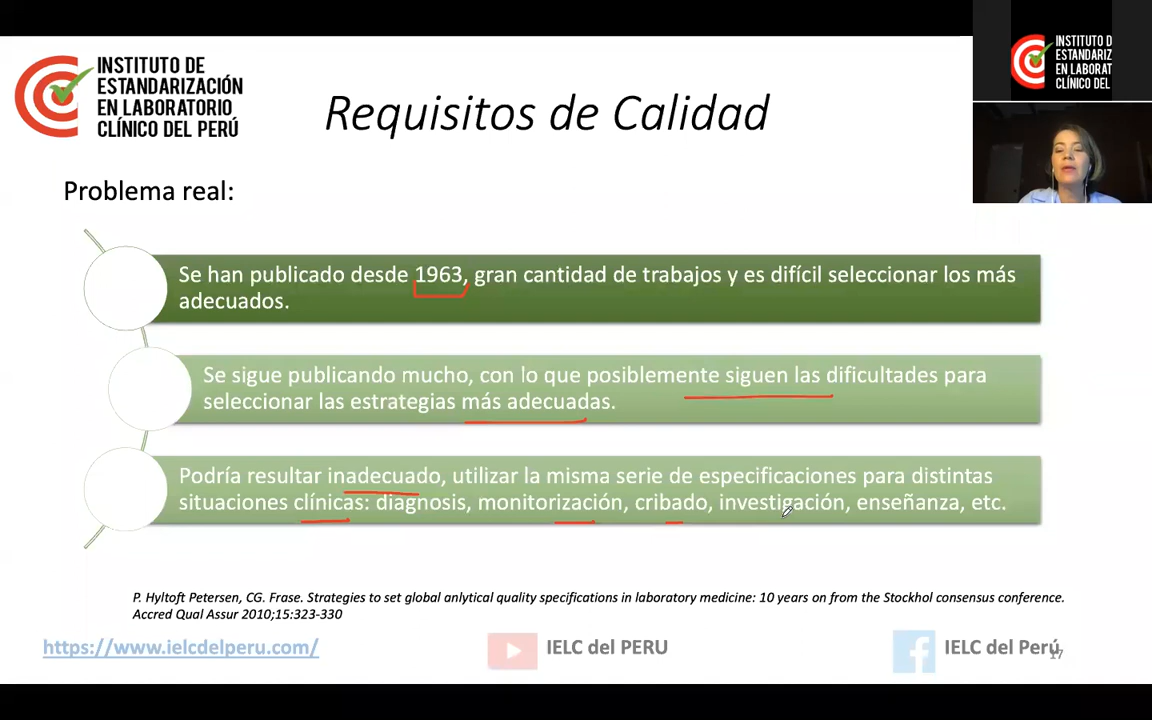 INSTITUTO DE
ESTANDARIZACIÓN
EN LABORATORIO
CLÍNICO DEL PERÚ
Requisitos de Calidad
INSTITUTO D
ESTANDARIZ
EN LABORAT
CLÍNICO DEL
Problema real:
Se han publicado desde 1963, gran cantidad de trabajos y es difícil seleccionar los más
adecuados.
Se sigue publicando mucho, con lo que posiblemente siguen las dificultades para
seleccionar las estrategias más adecuadas.
Podría resultar inadecuado, utilizar la misma serie de especificaciones para distintas
situaciones clínicas: diagnosis, monitorización, cribado, investigación, enseñanza, etc.
P. Hyltoft Petersen, CG. Frase. Strategies to set global anlytical quality specifications in laboratory medicine: 10 years on from the Stockhol consensus conference.
Accred Qual Assur 2010;15:323-330
https://www.ielcdelperu.com/
IELC del PERU
IELC del Perú
17